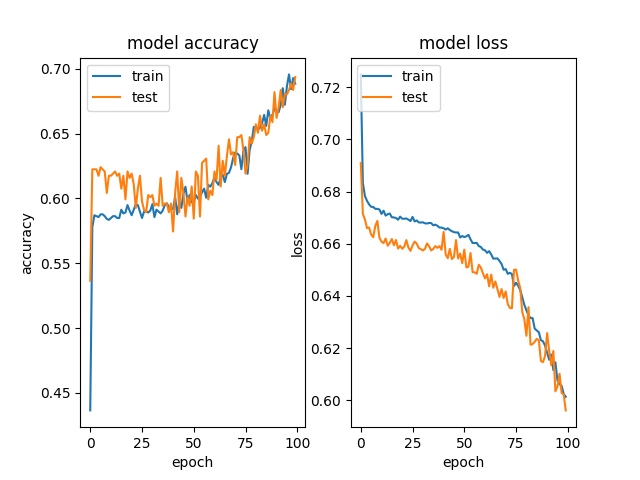 model accuracy
train
test
0.70
0.65
0.60
0.55
0.50
0.45
accuracy
0
25
50
75
100
epoch
model loss
train
test
0.72
0.70
0.68
0.66
0.64
0.62
0.60
loss
0
25
50
75
100
epoch